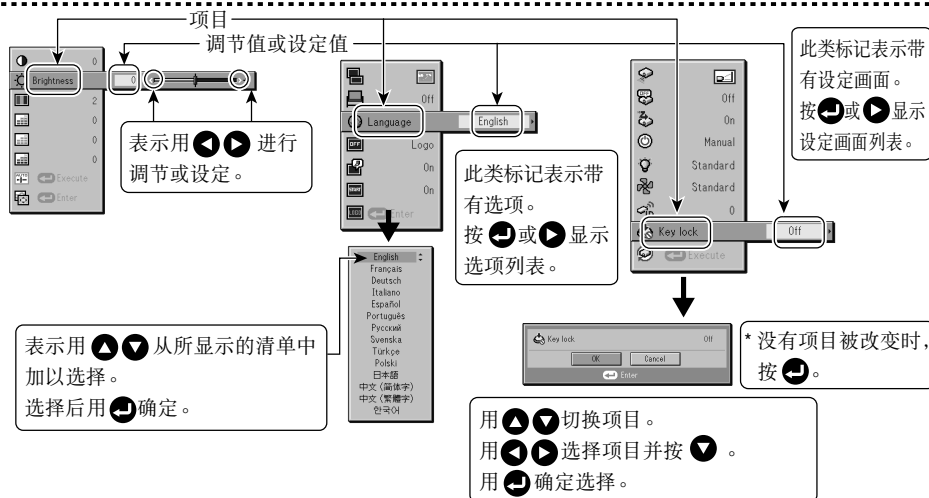 项目
调节值或设定值
0
Brightness
0
2
0
0
0
Execute
Enter
表示用 进行
调节或设定。
Off
Language
English
Logo
On
On
Enter
此类标记表示带
有选项。
按 或 显示
选项列表。
Off
On
Manual
Standard
Standard
0
Key lock
Off
Execute
此类标记表示带
有设定画面。
按 或 显示
设定画面列表。
English
Français
Deutsch
Italiano
Español
Português
Русский
Svenska
Türkçe
Polski
日本語
中文 (简体字)
中文 (繁體字)
한국어
表示用 从所显示的清单中
加以选择。
选择后用 确定。
Key lock Off
OK Cancel
Enter
* 没有项目被改变时，
按 。
用 切换项目。
用 选择项目并按 。
用 确定选择。